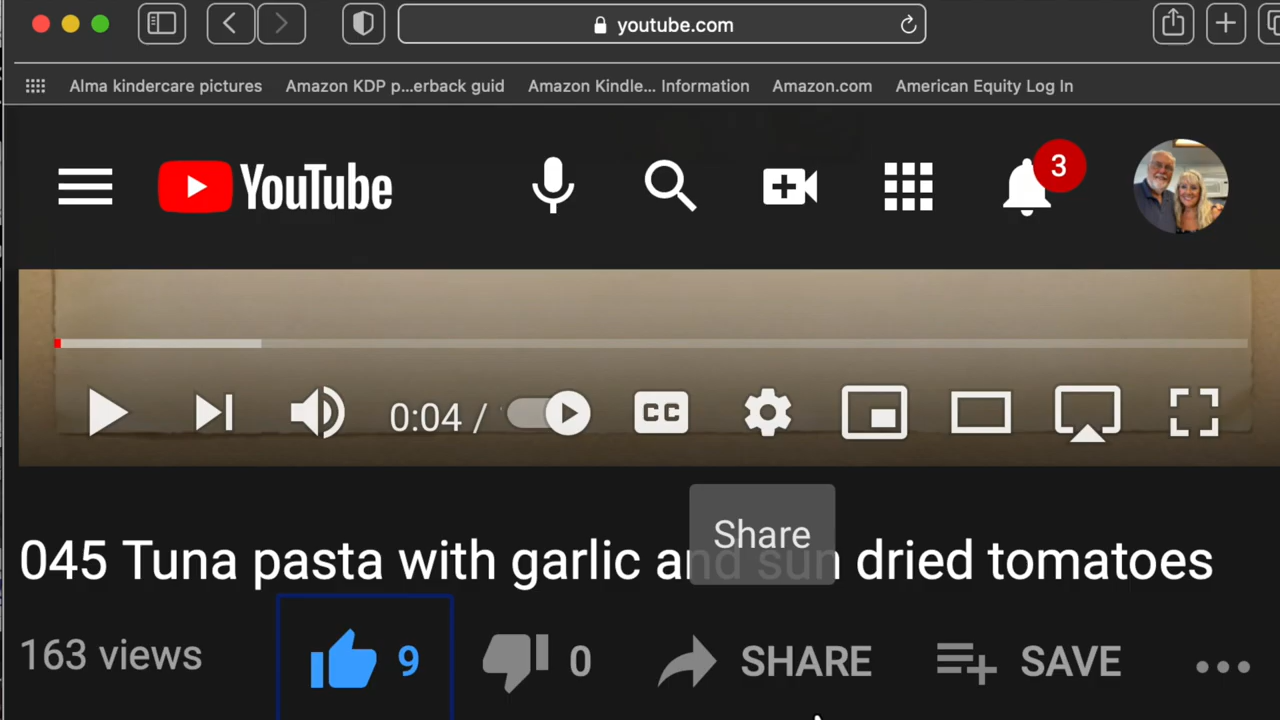 youtube.com
Alma kindercare pictures Amazon KDP p...erback guid Amazon Kindle... Information Amazon.com American Equity Log In
YouTube 3
0:04 / CC
Share
045 Tuna pasta with garlic and sun dried tomatoes
163 views 9 0 SHARE SAVE